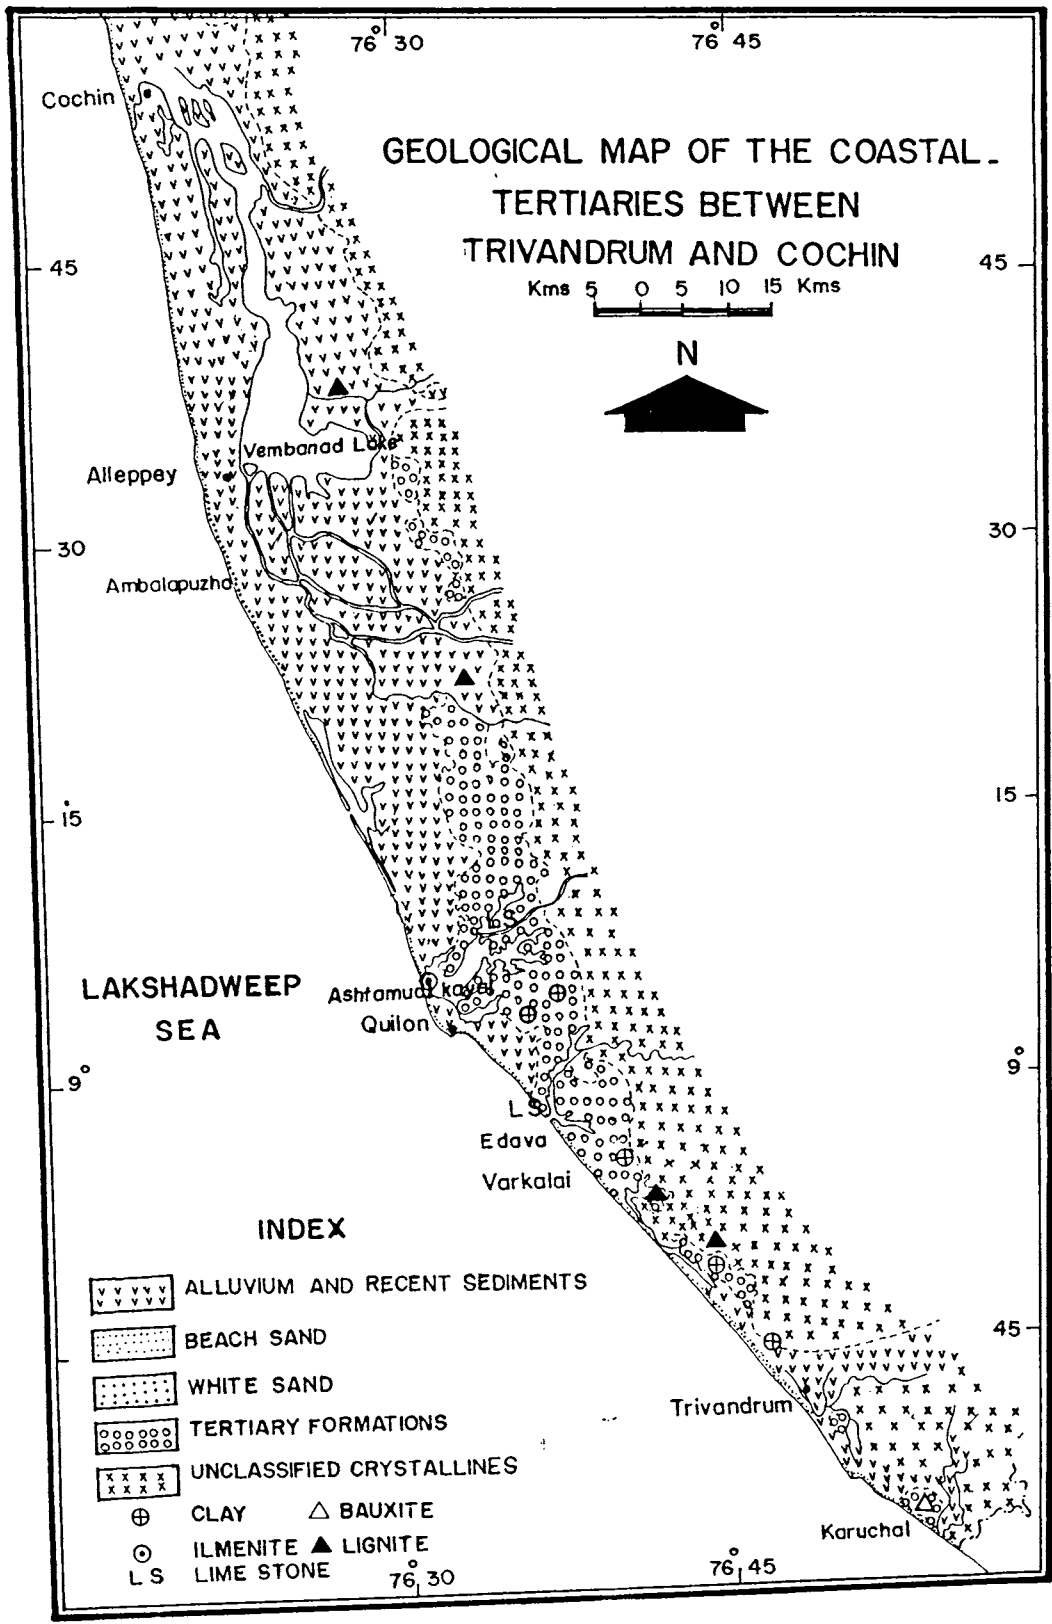 76° 30
76° 45
Cochin
GEOLOGICAL MAP OF THE COASTAL
TERTIARIES BETWEEN
TRIVANDRUM AND COCHIN
45
45
Kms 5 0 5 10 15 Kms
N
Vembanad Lake
Alleppey
30
30
Ambalapuzha
15
15
L S
LAKSHADWEEP
SEA
Ashtamudi kayal
Quilon
9°
9°
L S
Edava
Varkalai
INDEX
ALLUVIUM AND RECENT SEDIMENTS
BEACH SAND
WHITE SAND
TERTIARY FORMATIONS
UNCLASSIFIED CRYSTALLINES
CLAY
BAUXITE
ILMENITE
LIGNITE
L S LIME STONE
45
Trivandrum
Karuchal
76° 30
76° 45